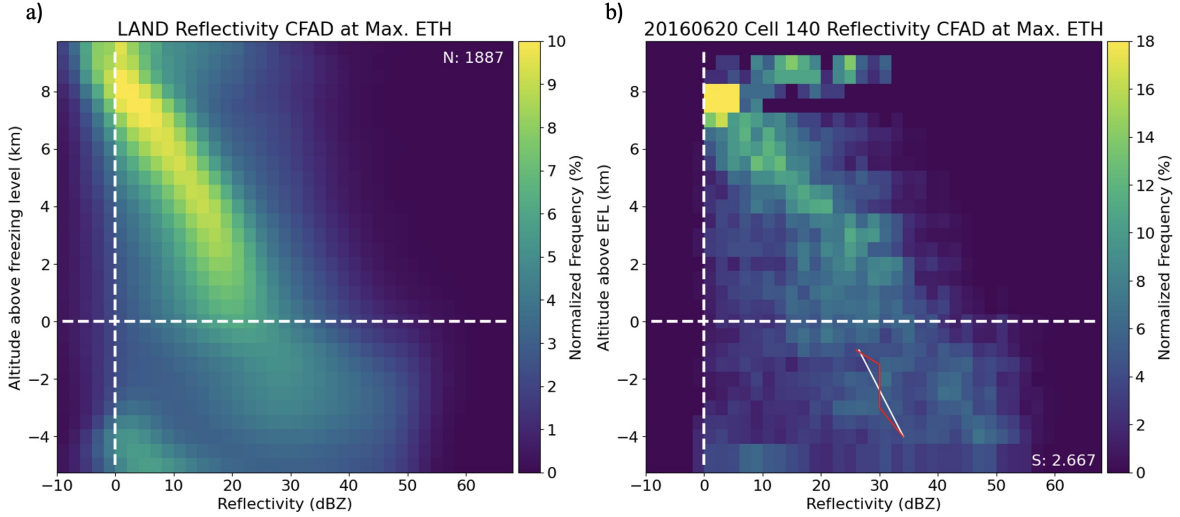 a)
LAND Reflectivity CFAD at Max. ETH
N: 1887
Altitude above freezing level (km)
8
6
4
2
0
−2
−4
−10 0 10 20 30 40 50 60
Reflectivity (dBZ)
10
9
8
7
6
5
4
3
2
1
0
Normalized Frequency (%)
b)
20160620 Cell 140 Reflectivity CFAD at Max. ETH
Altitude above EFL (km)
8
6
4
2
0
−2
−4
S: 2.667
−10 0 10 20 30 40 50 60
Reflectivity (dBZ)
18
16
14
12
10
8
6
4
2
0
Normalized Frequency (%)